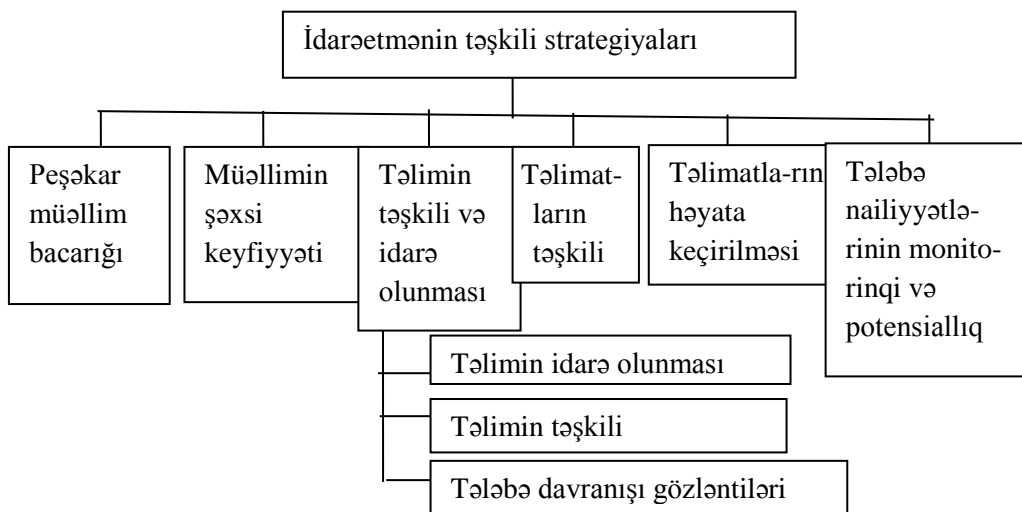 İdarəetmənin təşkili strategiyaları
Peşəkar
müəllim
bacarığı
Müəllimin
şəxsi
keyfiyyəti
Təlimin
təşkili və
idarə
olunması
Təlimat-
ların
təşkili
Təlimatla-rın
həyata
keçirilməsi
Tələbə
nailiyyətlə-
rinin monito-
rinqi və
potensiallıq
Təlimin idarə olunması
Təlimin təşkili
Tələbə davranışı gözləntiləri